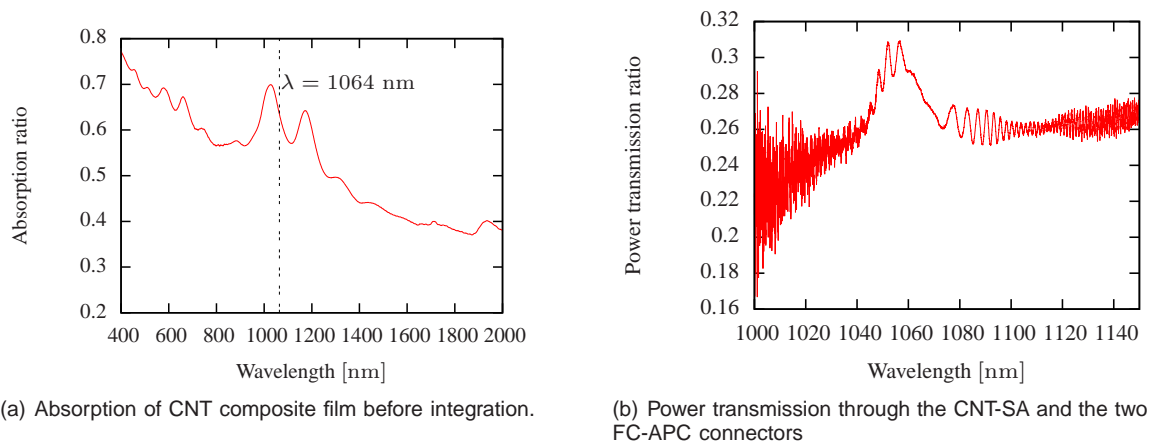 0.8
0.7
0.6
0.5
0.4
0.3
0.2
Absorption ratio
λ = 1064 nm
400 600 800 1000 1200 1400 1600 1800 2000
Wavelength [nm]
(a) Absorption of CNT composite film before integration.
0.32
0.3
0.28
0.26
0.24
0.22
0.2
0.18
0.16
Power transmission ratio
1000 1020 1040 1060 1080 1100 1120 1140
Wavelength [nm]
(b) Power transmission through the CNT-SA and the two
FC-APC connectors